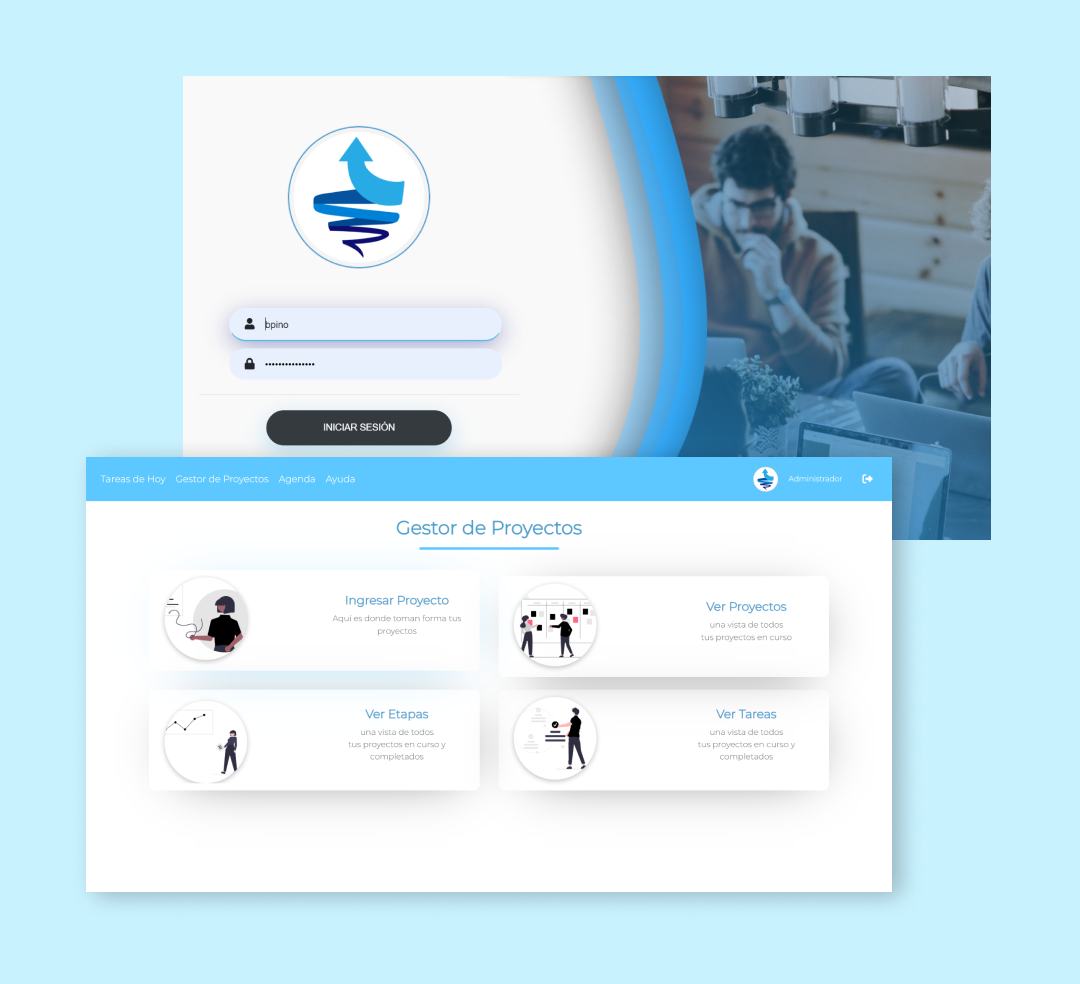 bpino
•••••••••••••••
INICIAR SESIÓN
Tareas de Hoy Gestor de Proyectos Agenda Ayuda
Administrador
Gestor de Proyectos
Ingresar Proyecto
Aquí es donde toman forma tus
proyectos
Ver Proyectos
una vista de todos
tus proyectos en curso
Ver Etapas
una vista de todos
tus proyectos en curso y
completados
Ver Tareas
una vista de todos
tus proyectos en curso y
completados